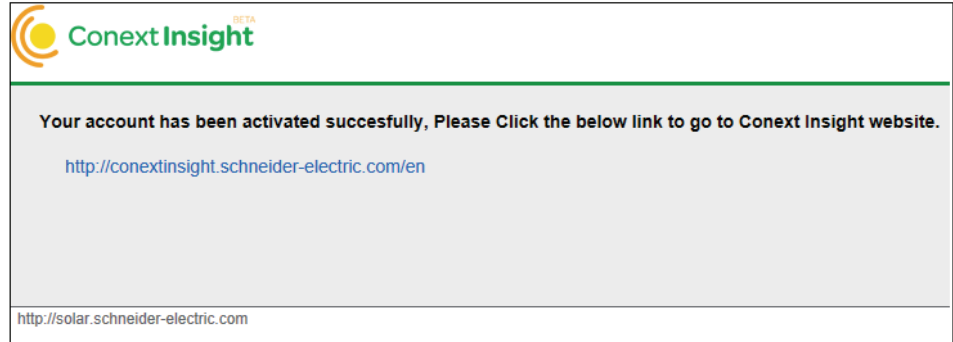 BETA
Conext Insight
Your account has been activated succesfully, Please Click the below link to go to Conext Insight website.
http://conextinsight.schneider-electric.com/en
http://solar.schneider-electric.com